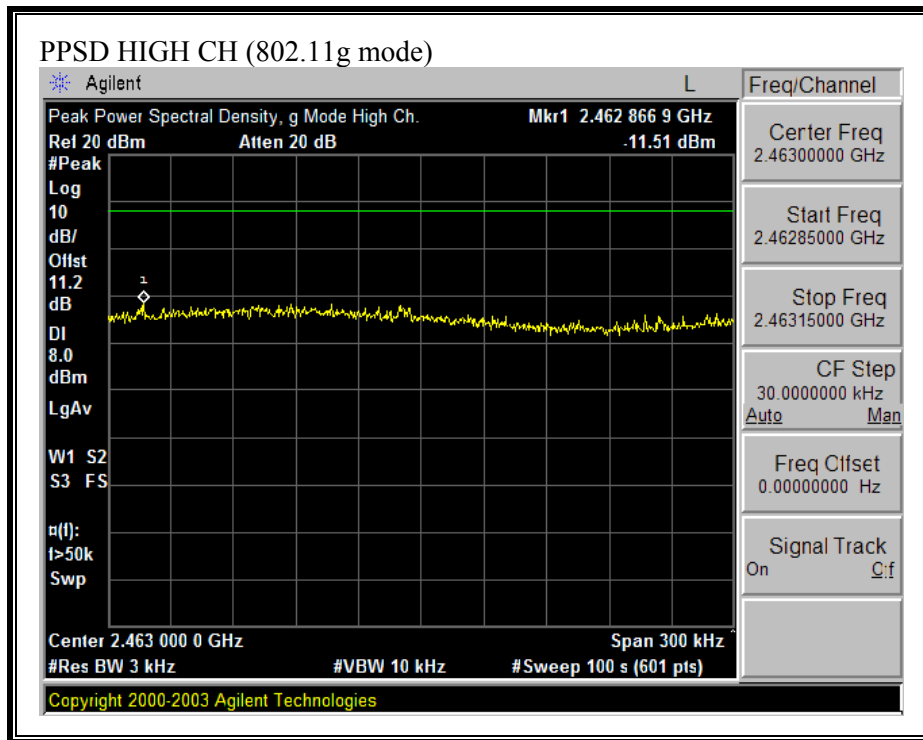 PPSD HIGH CH (802.11g mode)
Agilent
L
Freq/Channel
Peak Power Spectral Density, g Mode High Ch.
Mkr1 2.462 866 9 GHz
Ref 20 dBm
Atten 20 dB
-11.51 dBm
#Peak
Log
10
dB/
Offst
11.2
dB
DI
8.0
dBm
LgAv
W1 S2
S3 FS
¤(f):
f>50k
Swp
1
Center 2.463 000 0 GHz
Span 300 kHz ^
#Res BW 3 kHz
#VBW 10 kHz
#Sweep 100 s (601 pts)
Copyright 2000-2003 Agilent Technologies
Center Freq
2.46300000 GHz
Start Freq
2.46285000 GHz
Stop Freq
2.46315000 GHz
CF Step
30.0000000 kHz
Auto Man
Freq Offset
0.00000000 Hz
Signal Track
On Off